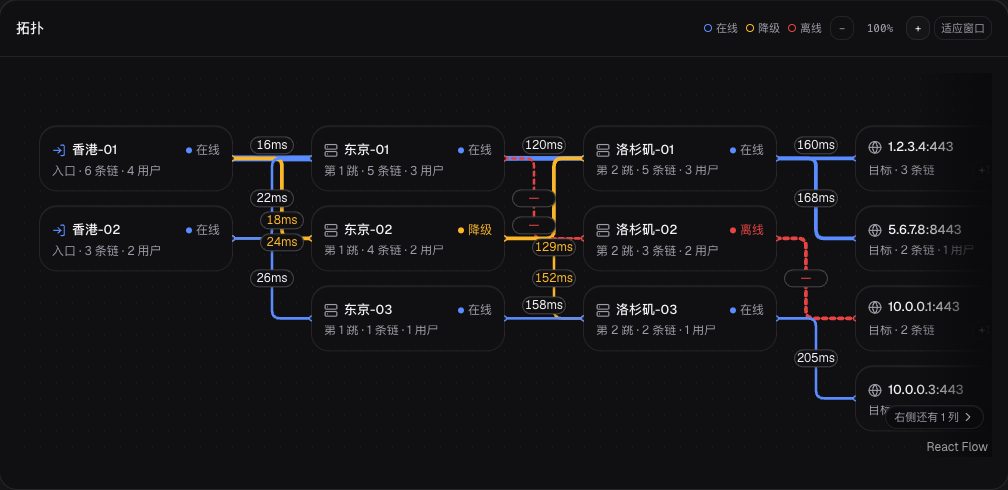 拓扑
在线 降级 离线 − 100% + 适应窗口
香港-01 在线
入口 · 6 条链 · 4 用户
香港-02 在线
入口 · 3 条链 · 2 用户
16ms
22ms
18ms
24ms
26ms
东京-01 在线
第 1 跳 · 5 条链 · 3 用户
东京-02 降级
第 1 跳 · 4 条链 · 2 用户
东京-03 在线
第 1 跳 · 1 条链 · 1 用户
120ms
—
—
129ms
152ms
158ms
洛杉矶-01 在线
第 2 跳 · 5 条链 · 3 用户
洛杉矶-02 离线
第 2 跳 · 3 条链 · 2 用户
洛杉矶-03 在线
第 2 跳 · 2 条链 · 1 用户
160ms
168ms
—
205ms
1.2.3.4:443
目标 · 3 条链
5.6.7.8:8443
目标 · 2 条链 · 1 用户
10.0.0.1:443
目标 · 2 条链
10.0.0.3:443
目标
右侧还有 1 列
React Flow